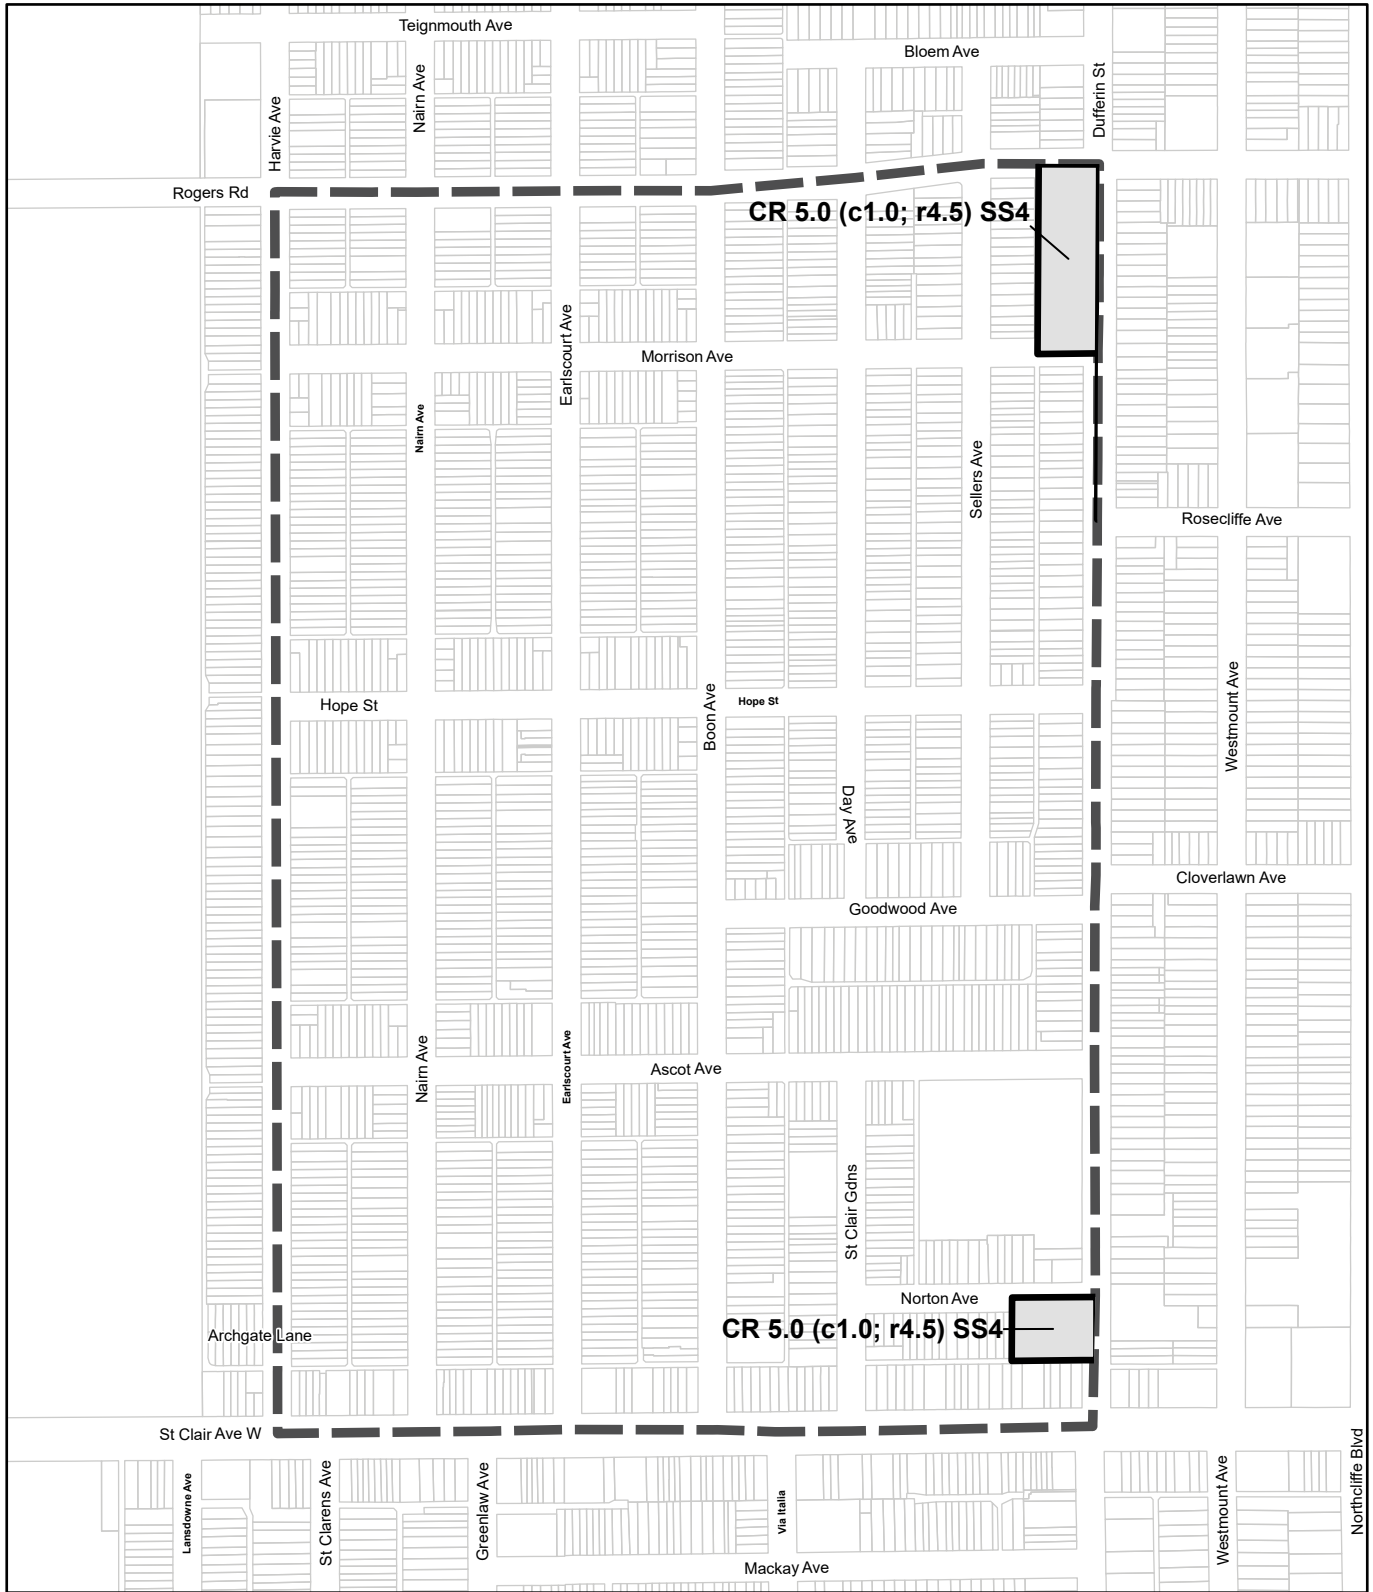 Teignmouth Ave
Bloem Ave
Dufferin St
Nairn Ave
Harvie Ave
Rogers Rd
CR 5.0 (c1.0; r4.5) SS4
Earlscourt Ave
Morrison Ave
Nairn Ave
Sellers Ave
Rosecliffe Ave
Westmount Ave
Boon Ave
Hope St
Hope St
Day Ave
Cloverlawn Ave
Goodwood Ave
Nairn Ave
Earlscourt Ave
Ascot Ave
St Clair Gdns
Norton Ave
CR 5.0 (c1.0; r4.5) SS4
Archgate Lane
St Clair Ave W
Northcliffe Blvd
Lansdowne Ave
St Clarens Ave
Greenlaw Ave
Via Italia
Westmount Ave
Mackay Ave